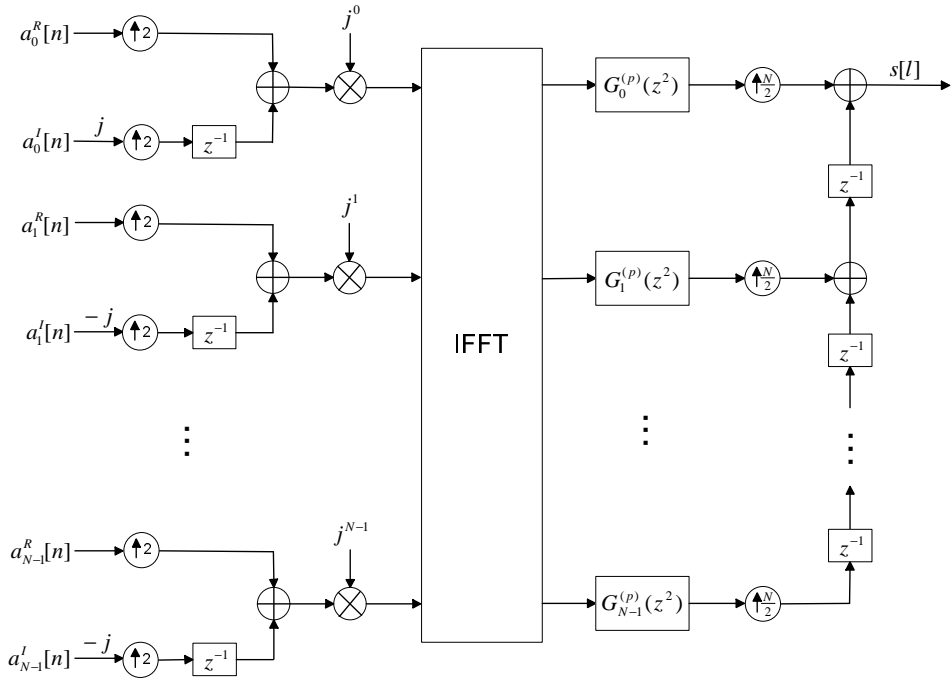 a_0^R[n] ↑2 j^0 G_0^{(p)}(z^2) ↑N/2 s[l]
a_0^I[n] j ↑2 z^{-1} z^{-1}
a_1^R[n] ↑2 j^1 G_1^{(p)}(z^2) ↑N/2
a_1^I[n] -j ↑2 z^{-1} z^{-1}
IFFT
a_{N-1}^R[n] ↑2 j^{N-1} z^{-1}
G_{N-1}^{(p)}(z^2) ↑N/2
a_{N-1}^I[n] -j ↑2 z^{-1}